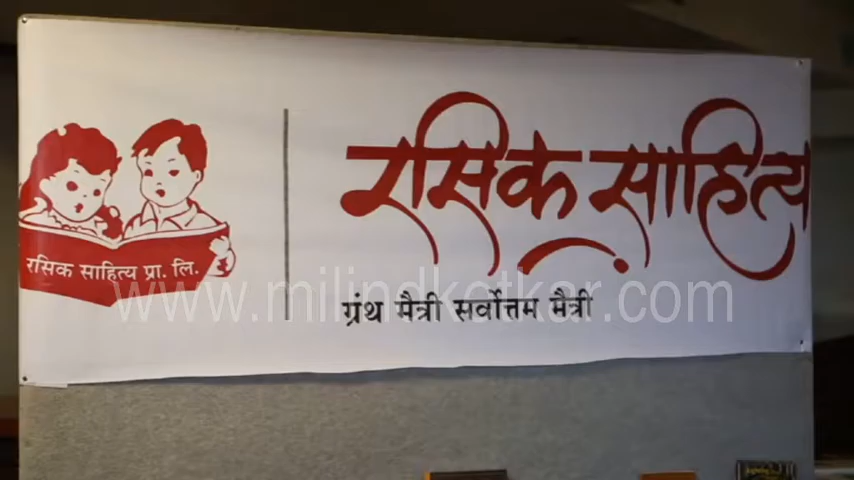 रसिक साहित्य
रसिक साहित्य प्रा. लि.
ग्रंथ मैत्री सर्वोत्तम मैत्री
www.milindketkar.com